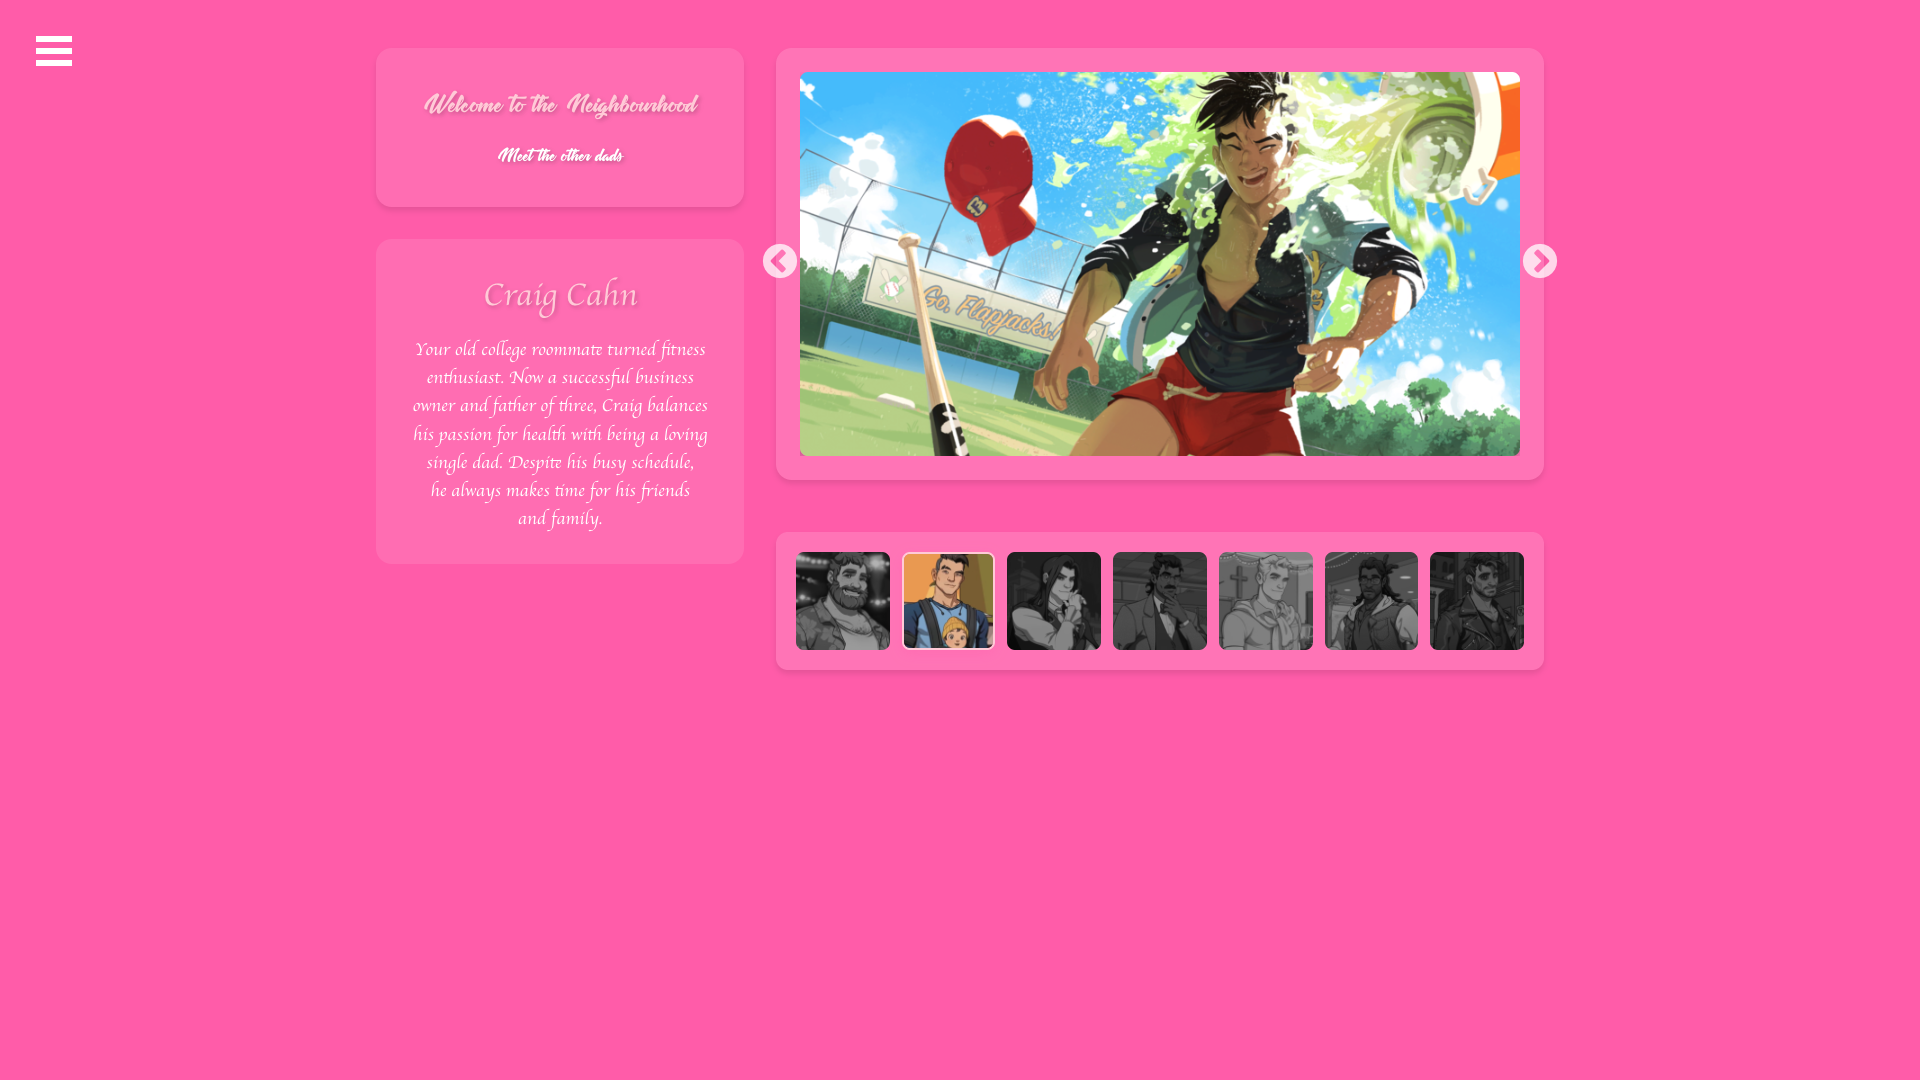 Welcome to the Neighbourhood
Meet the other dads
Craig Cahn
Your old college roommate turned fitness
enthusiast. Now a successful business
owner and father of three, Craig balances
his passion for health with being a loving
single dad. Despite his busy schedule,
he always makes time for his friends
and family.
Go, Flapjacks!